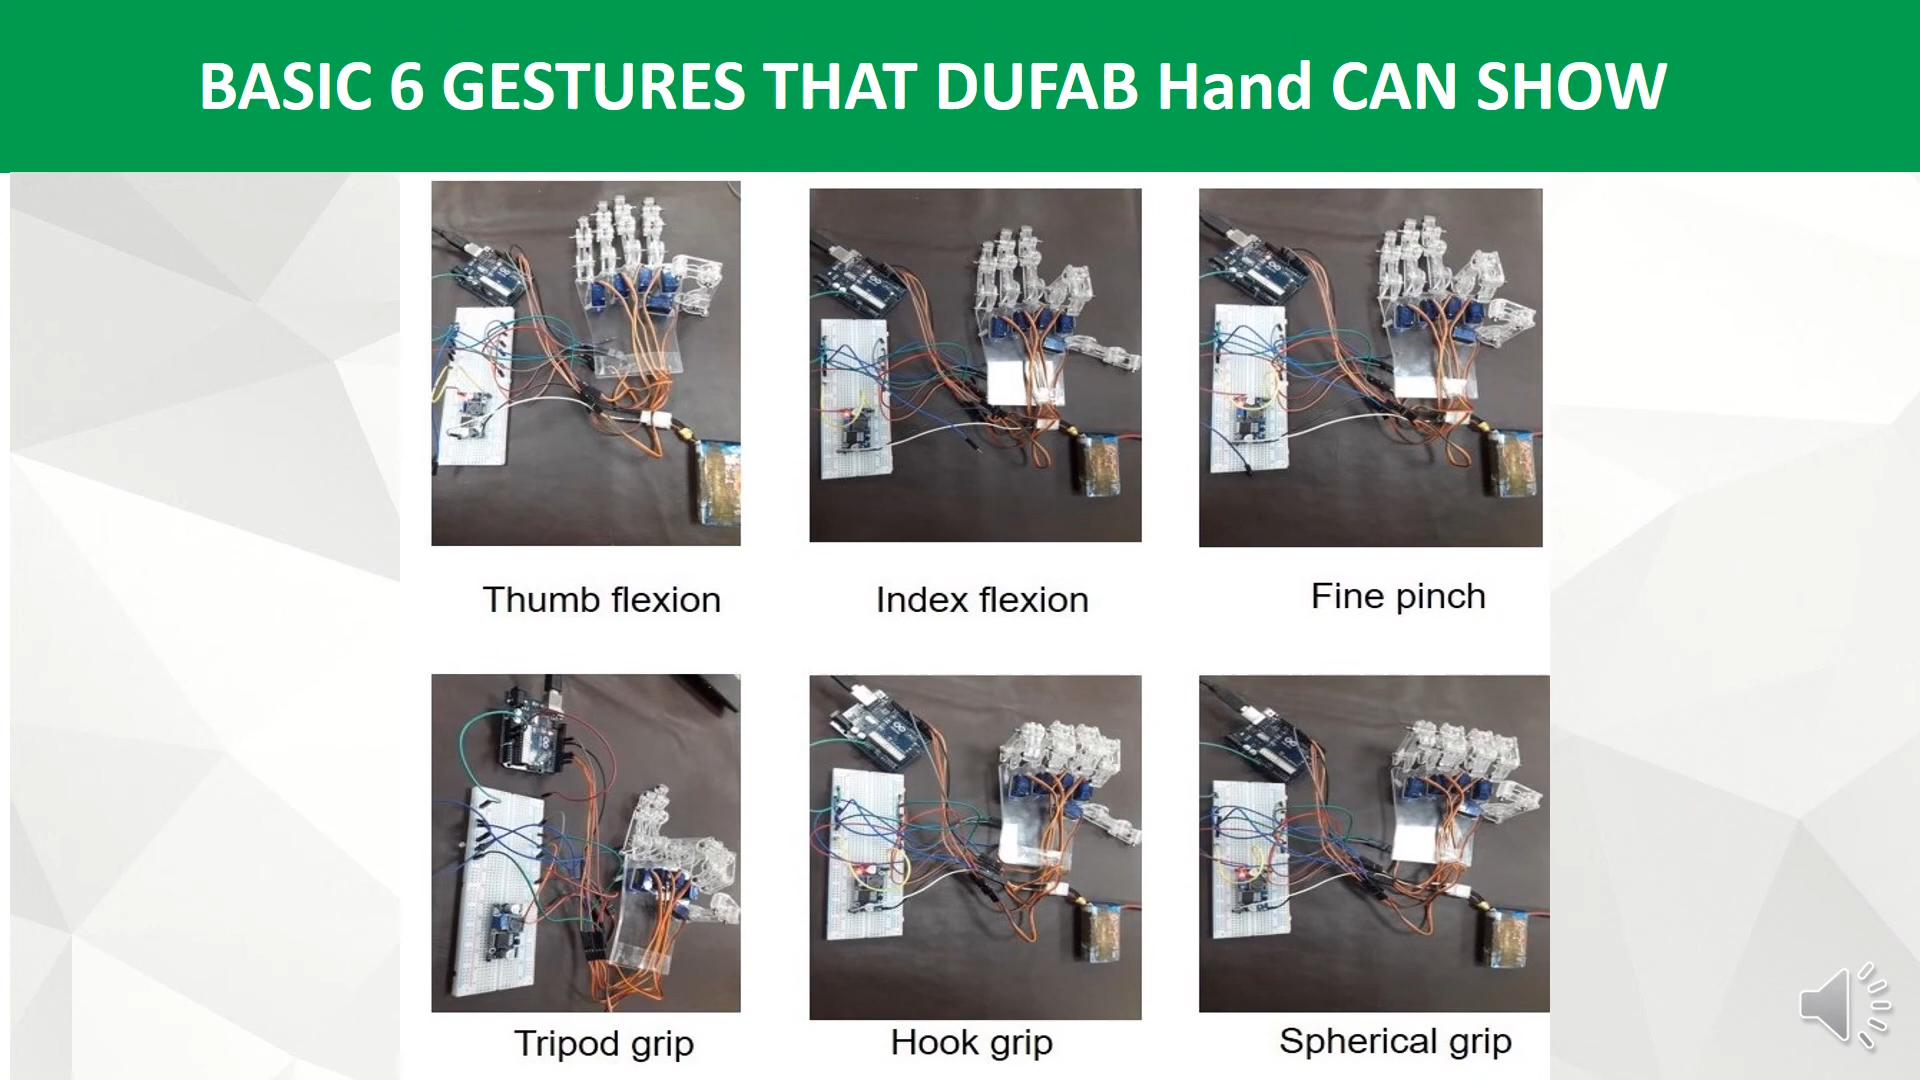 BASIC 6 GESTURES THAT DUFAB Hand CAN SHOW
Thumb flexion
Index flexion
Fine pinch
Tripod grip
Hook grip
Spherical grip